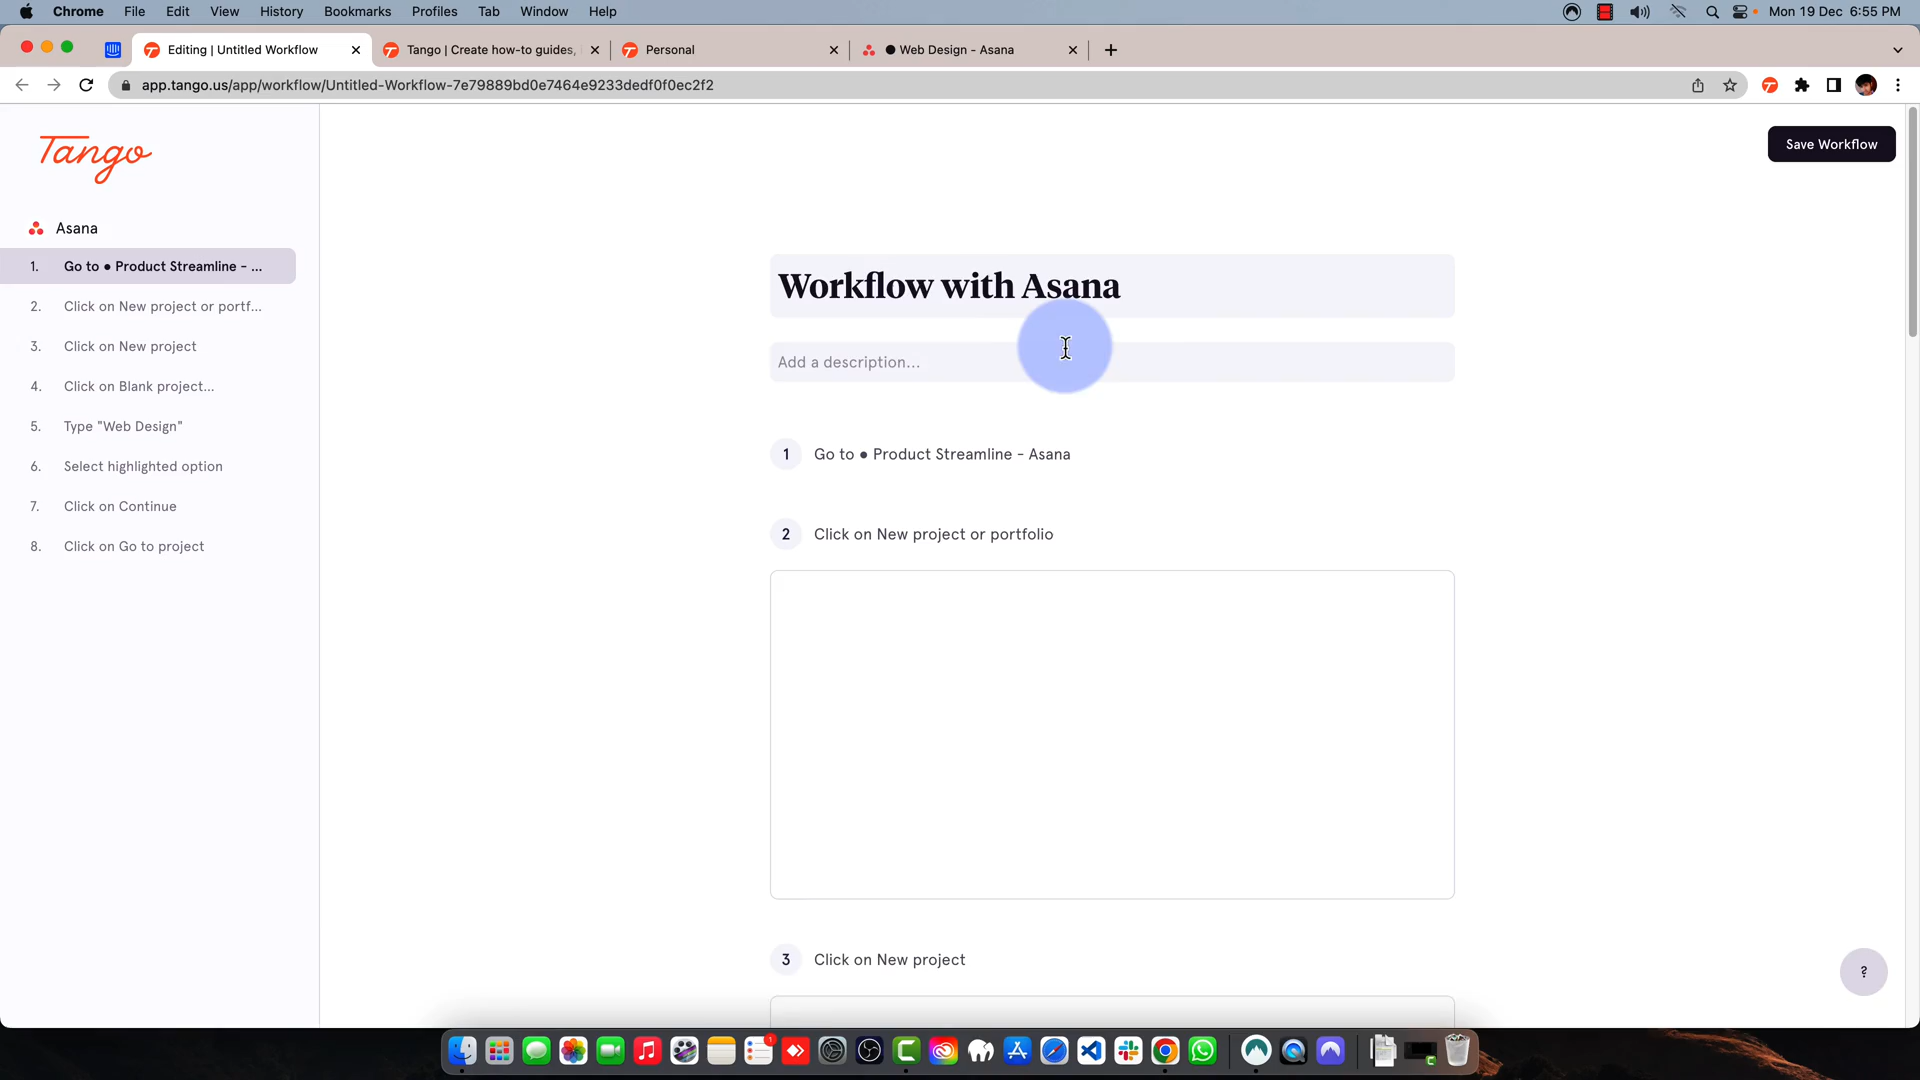 Chrome File Edit View History Bookmarks Profiles Tab Window Help Mon 19 Dec 6:55 PM
Editing | Untitled Workflow
Tango | Create how-to guides,
Personal
● Web Design - Asana
app.tango.us/app/workflow/Untitled-Workflow-7e79889bd0e7464e9233dedf0f0ec2f2
Tango
Save Workflow
Asana
1. Go to ● Product Streamline - ...
2. Click on New project or portf...
3. Click on New project
4. Click on Blank project...
5. Type "Web Design"
6. Select highlighted option
7. Click on Continue
8. Click on Go to project
Workflow with Asana
Add a description...
1 Go to ● Product Streamline - Asana
2 Click on New project or portfolio
3 Click on New project
?